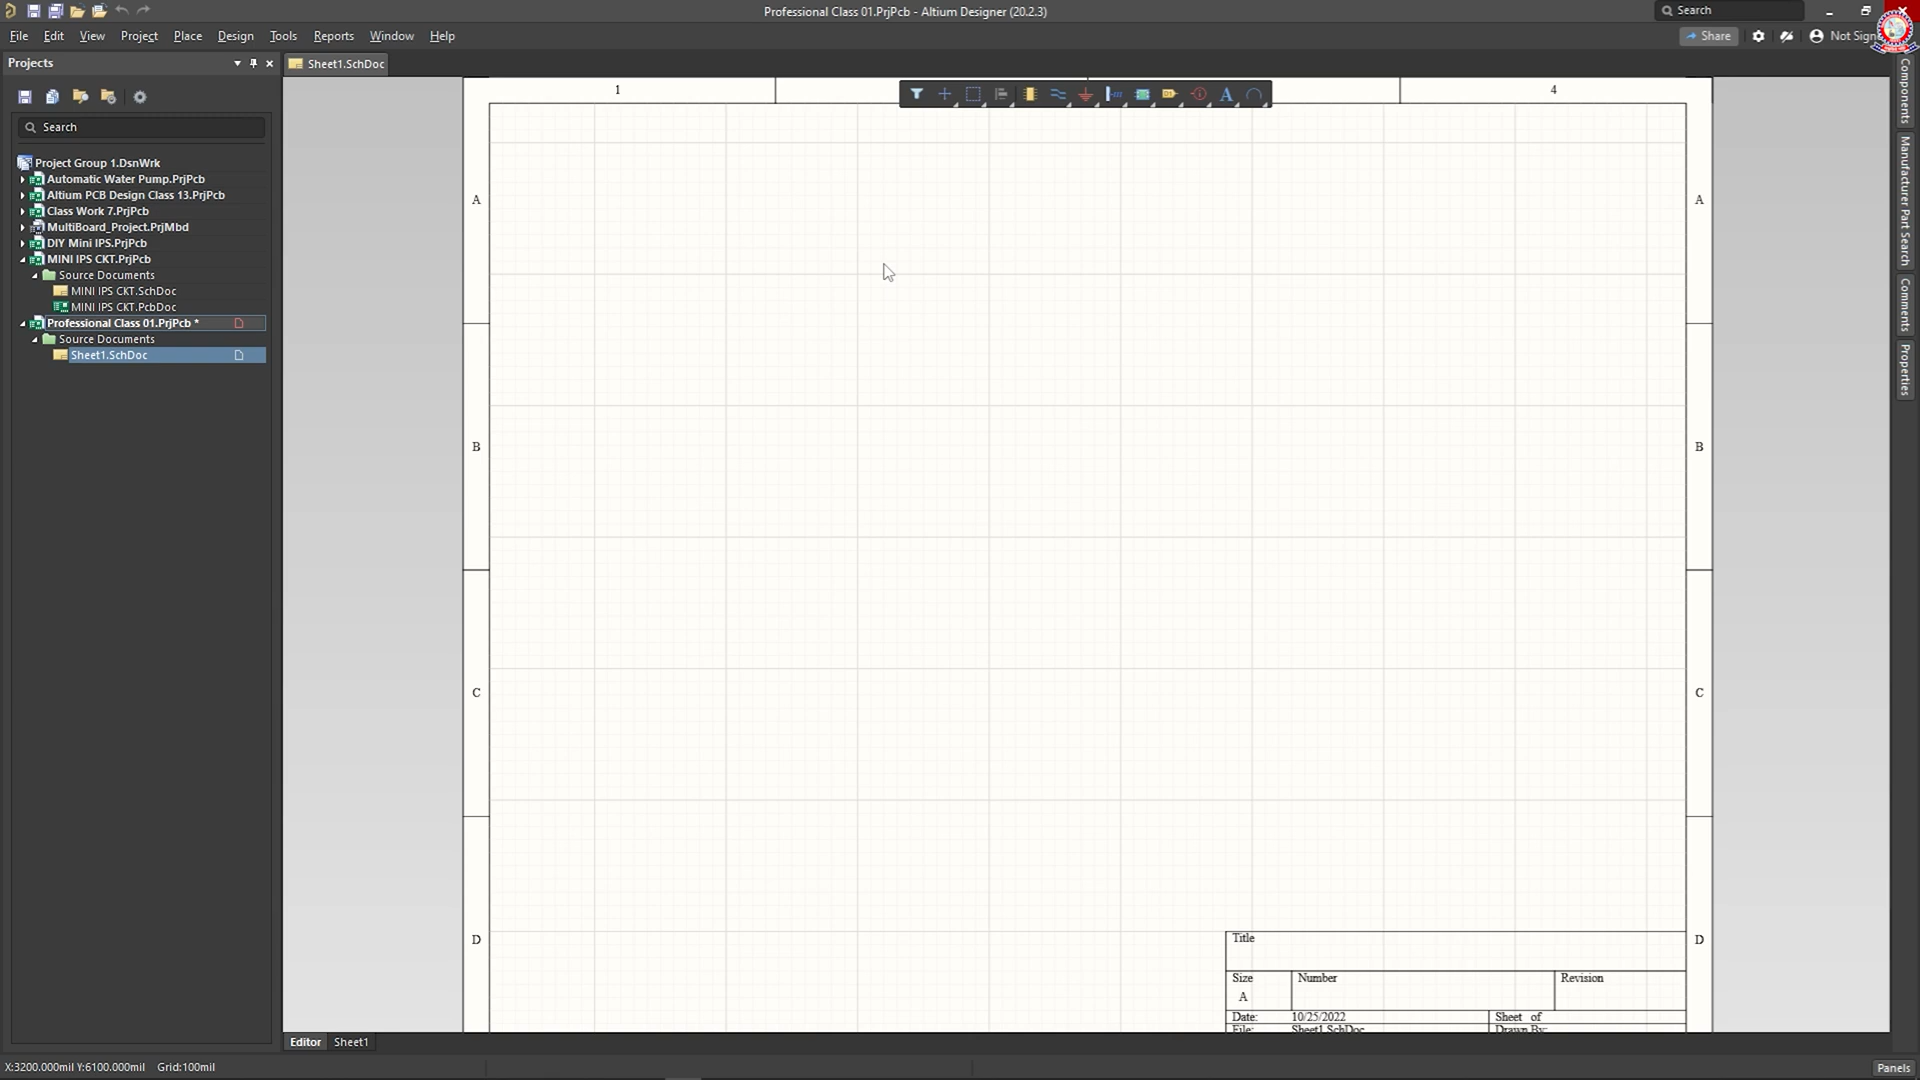 Professional Class 01.PrjPcb - Altium Designer (20.2.3)
Search
File Edit View Project Place Design Tools Reports Window Help
Share
Not Sign
Projects
Sheet1.SchDoc
Search
Project Group 1.DsnWrk
Automatic Water Pump.PrjPcb
Altium PCB Design Class 13.PrjPcb
Class Work 7.PrjPcb
MultiBoard_Project.PrjMbd
DIY Mini IPS.PrjPcb
MINI IPS CKT.PrjPcb
Source Documents
MINI IPS CKT.SchDoc
MINI IPS CKT.PcbDoc
Professional Class 01.PrjPcb *
Source Documents
Sheet1.SchDoc
1 4
A A
B B
C C
D D
Title
Size Number Revision
A
Date: 10/25/2022 Sheet of
File: Sheet1.SchDoc Drawn By:
Components
Manufacturer Part Search
Comments
Properties
Editor Sheet1
X:3200.000mil Y:6100.000mil Grid:100mil
Panels